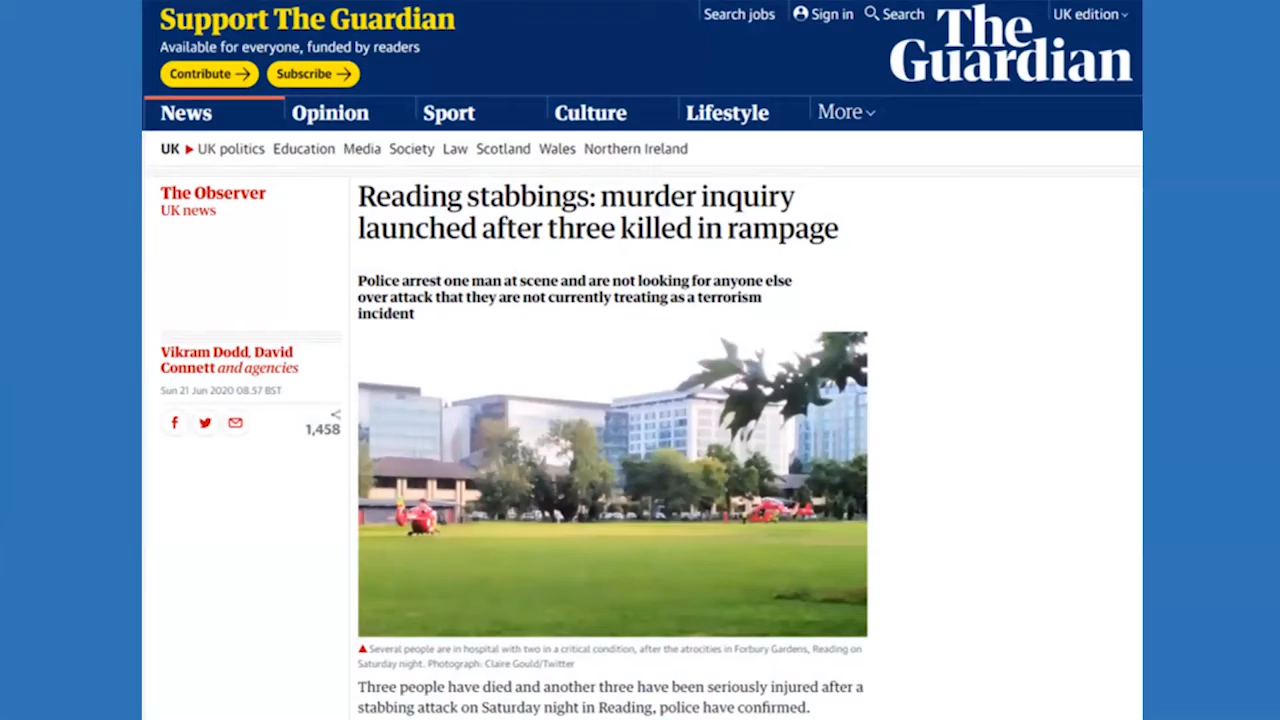 Support The Guardian
Available for everyone, funded by readers
Contribute
Subscribe
Search jobs
Sign in
Search
The Guardian
UK edition
News
Opinion
Sport
Culture
Lifestyle
More
UK
UK politics
Education
Media
Society
Law
Scotland
Wales
Northern Ireland
The Observer
UK news
Reading stabbings: murder inquiry
launched after three killed in rampage
Police arrest one man at scene and are not looking for anyone else
over attack that they are not currently treating as a terrorism
incident
Vikram Dodd, David
Connett and agencies
Sun 21 Jun 2020 08.57 BST
1,458
Several people are in hospital with two in a critical condition, after the atrocities in Forbury Gardens, Reading on
Saturday night. Photograph: Claire Gould/Twitter
Three people have died and another three have been seriously injured after a
stabbing attack on Saturday night in Reading, police have confirmed.